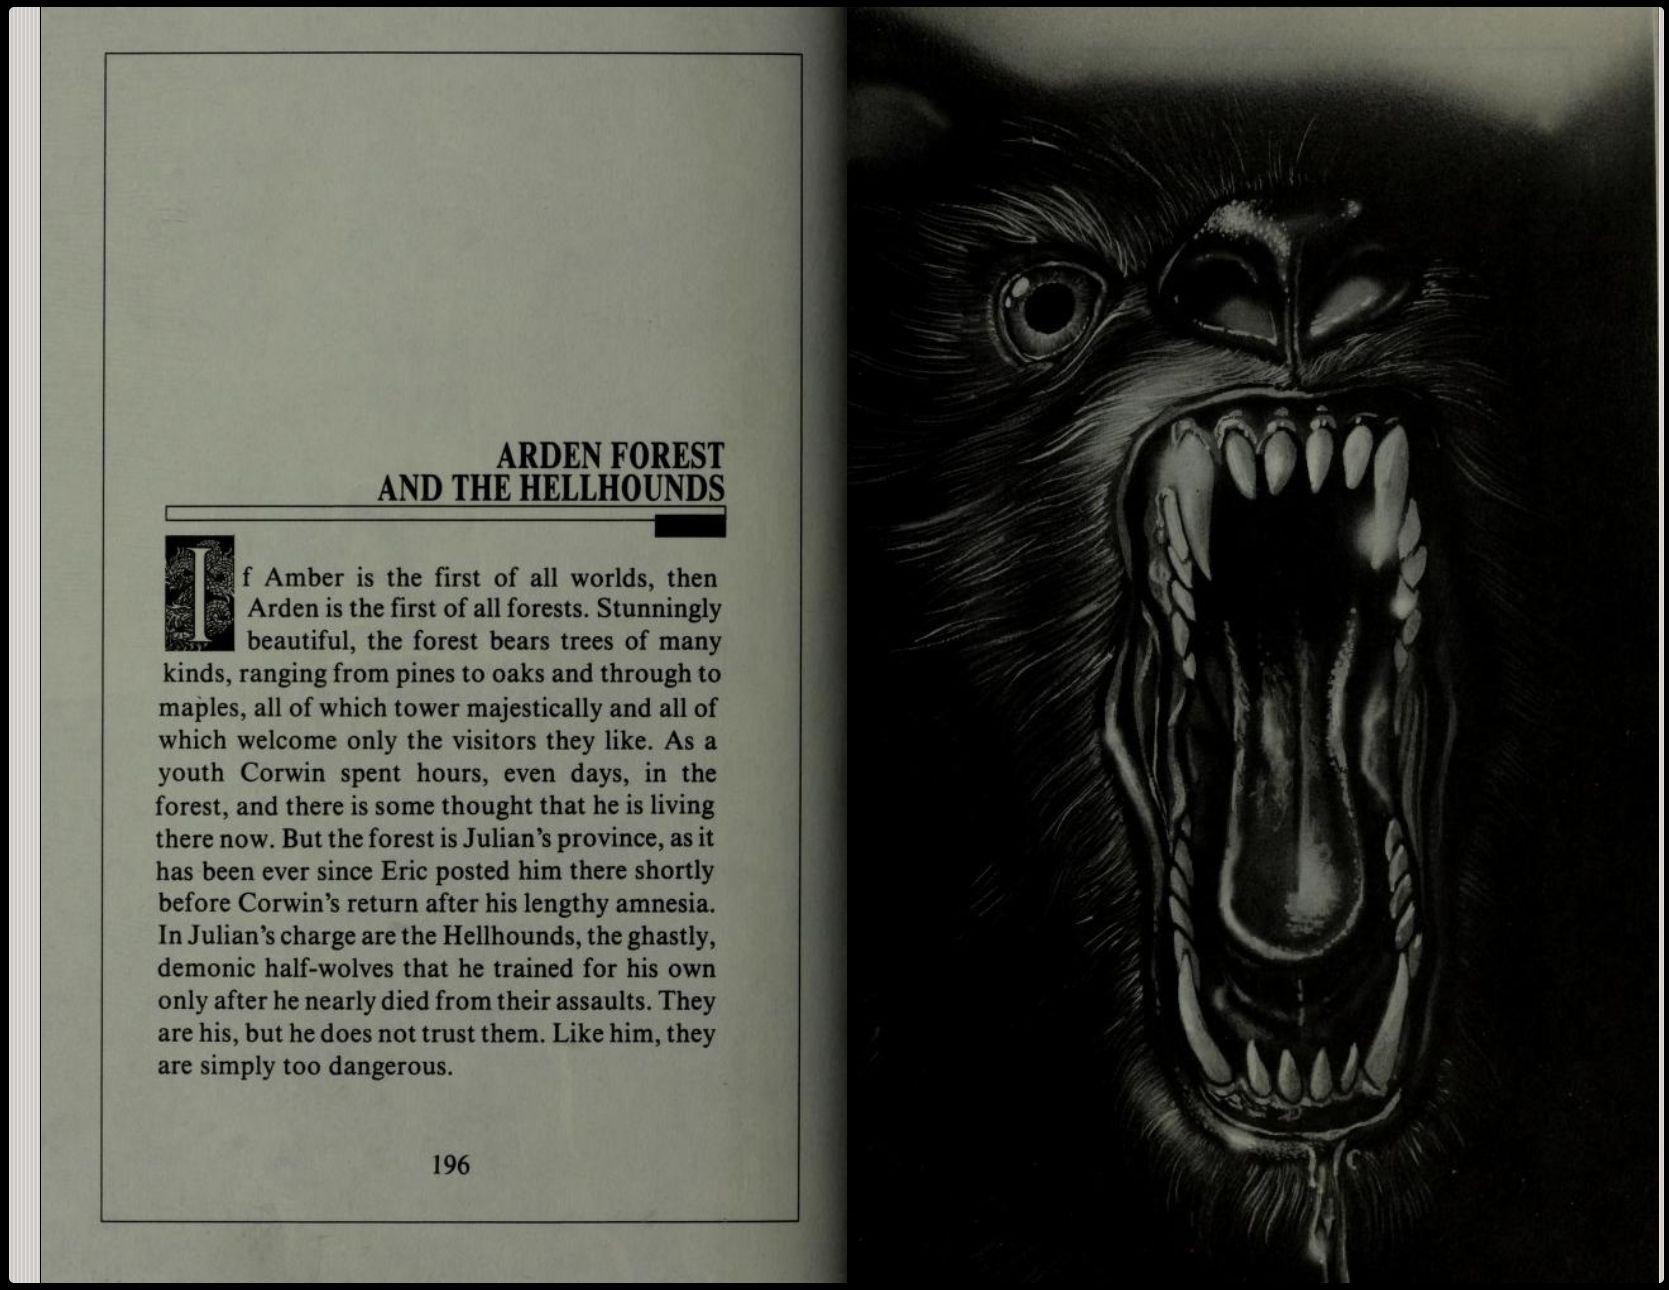 ARDEN FOREST
AND THE HELLHOUNDS
If Amber is the first of all worlds, then
Arden is the first of all forests. Stunningly
beautiful, the forest bears trees of many
kinds, ranging from pines to oaks and through to
maples, all of which tower majestically and all of
which welcome only the visitors they like. As a
youth Corwin spent hours, even days, in the
forest, and there is some thought that he is living
there now. But the forest is Julian's province, as it
has been ever since Eric posted him there shortly
before Corwin's return after his lengthy amnesia.
In Julian's charge are the Hellhounds, the ghastly,
demonic half-wolves that he trained for his own
only after he nearly died from their assaults. They
are his, but he does not trust them. Like him, they
are simply too dangerous.
196